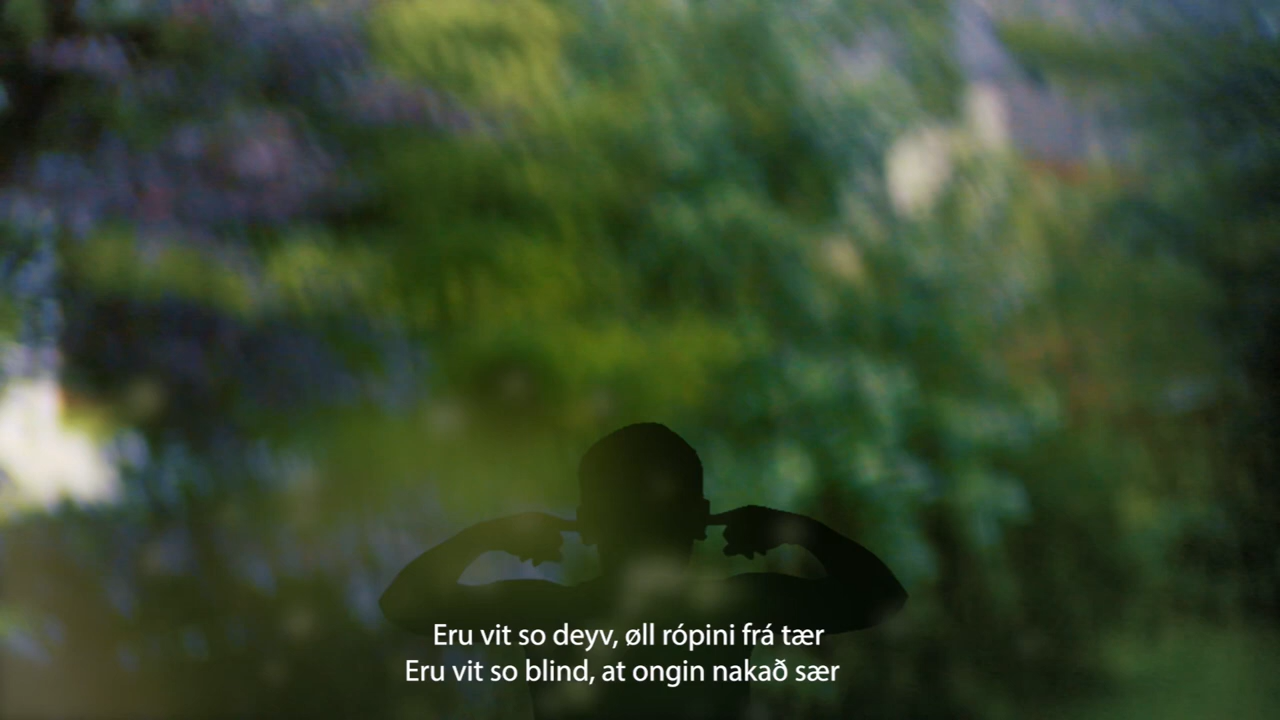 Eru vit so deyv, øll rópini frá tær
Eru vit so blind, at ongin nakað sær